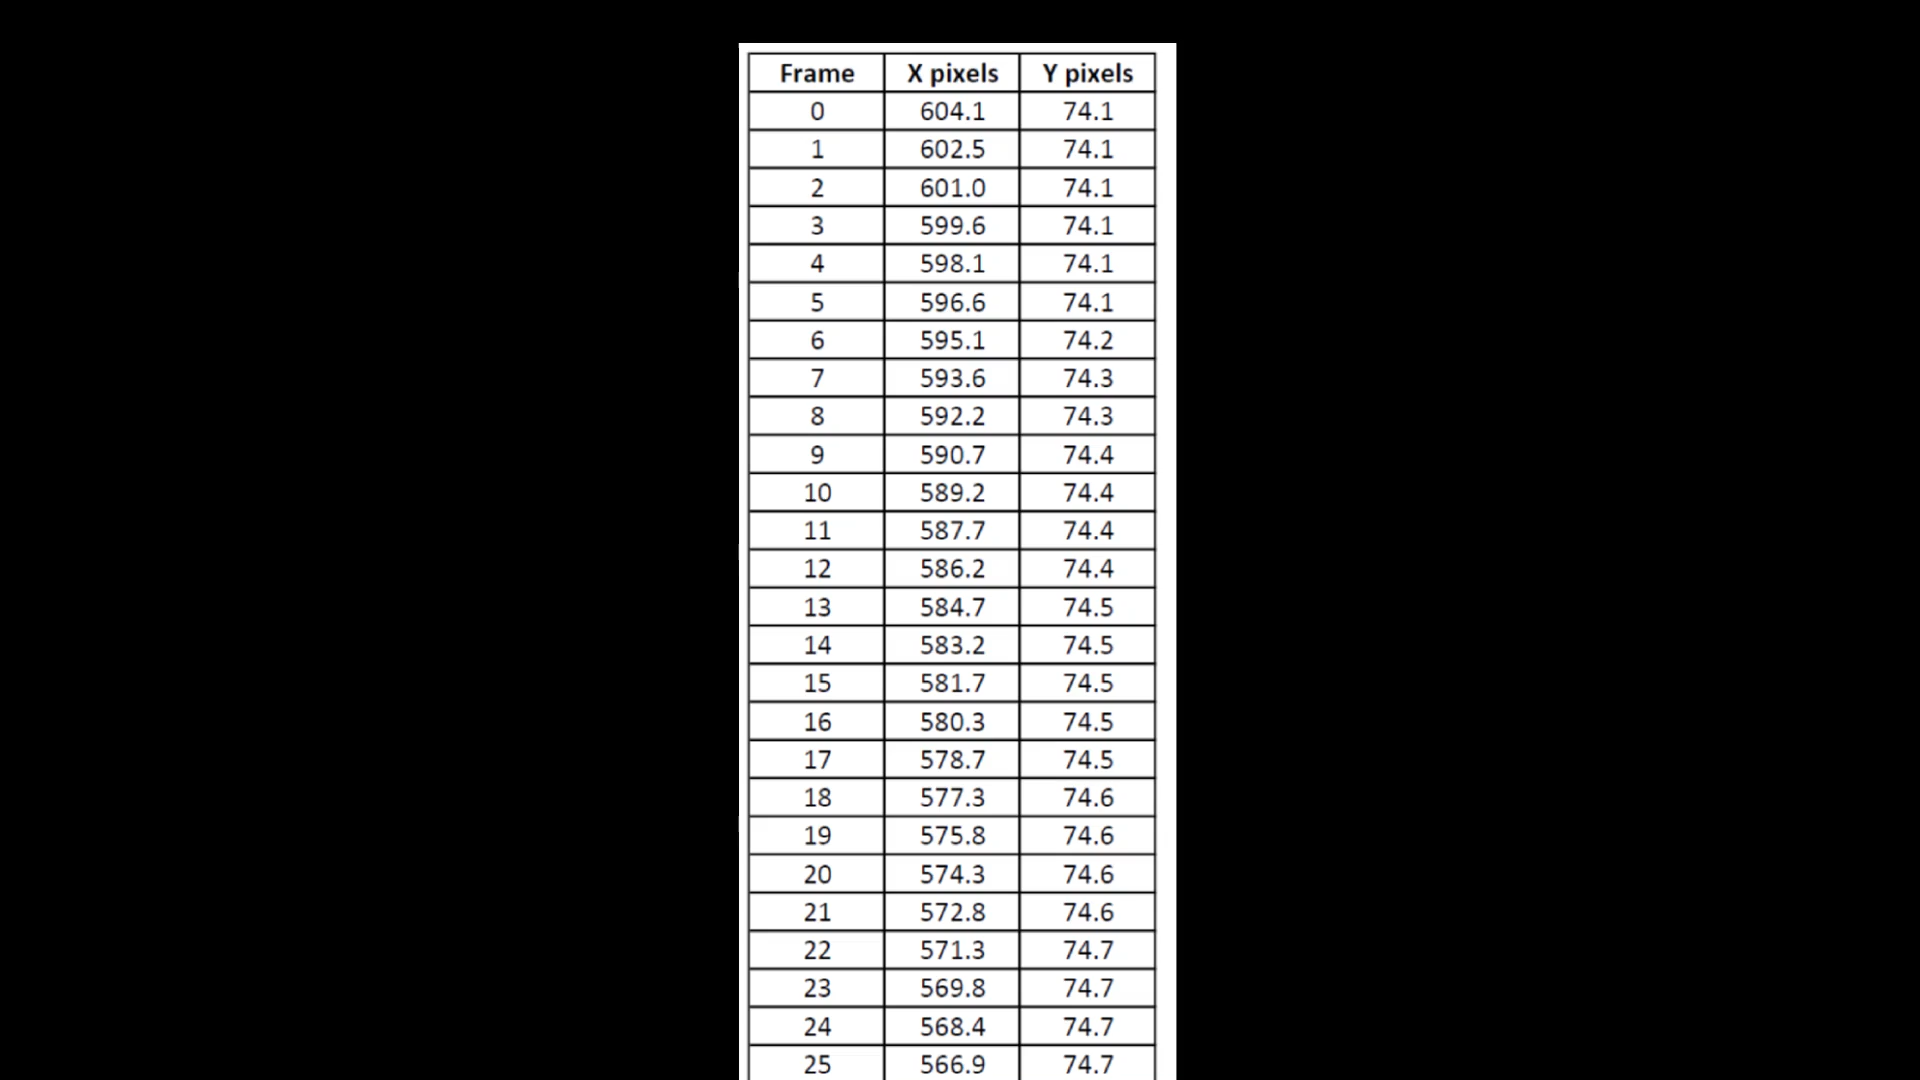 Frame X pixels Y pixels
0 604.1 74.1
1 602.5 74.1
2 601.0 74.1
3 599.6 74.1
4 598.1 74.1
5 596.6 74.1
6 595.1 74.2
7 593.6 74.3
8 592.2 74.3
9 590.7 74.4
10 589.2 74.4
11 587.7 74.4
12 586.2 74.4
13 584.7 74.5
14 583.2 74.5
15 581.7 74.5
16 580.3 74.5
17 578.7 74.5
18 577.3 74.6
19 575.8 74.6
20 574.3 74.6
21 572.8 74.6
22 571.3 74.7
23 569.8 74.7
24 568.4 74.7
25 566.9 74.7